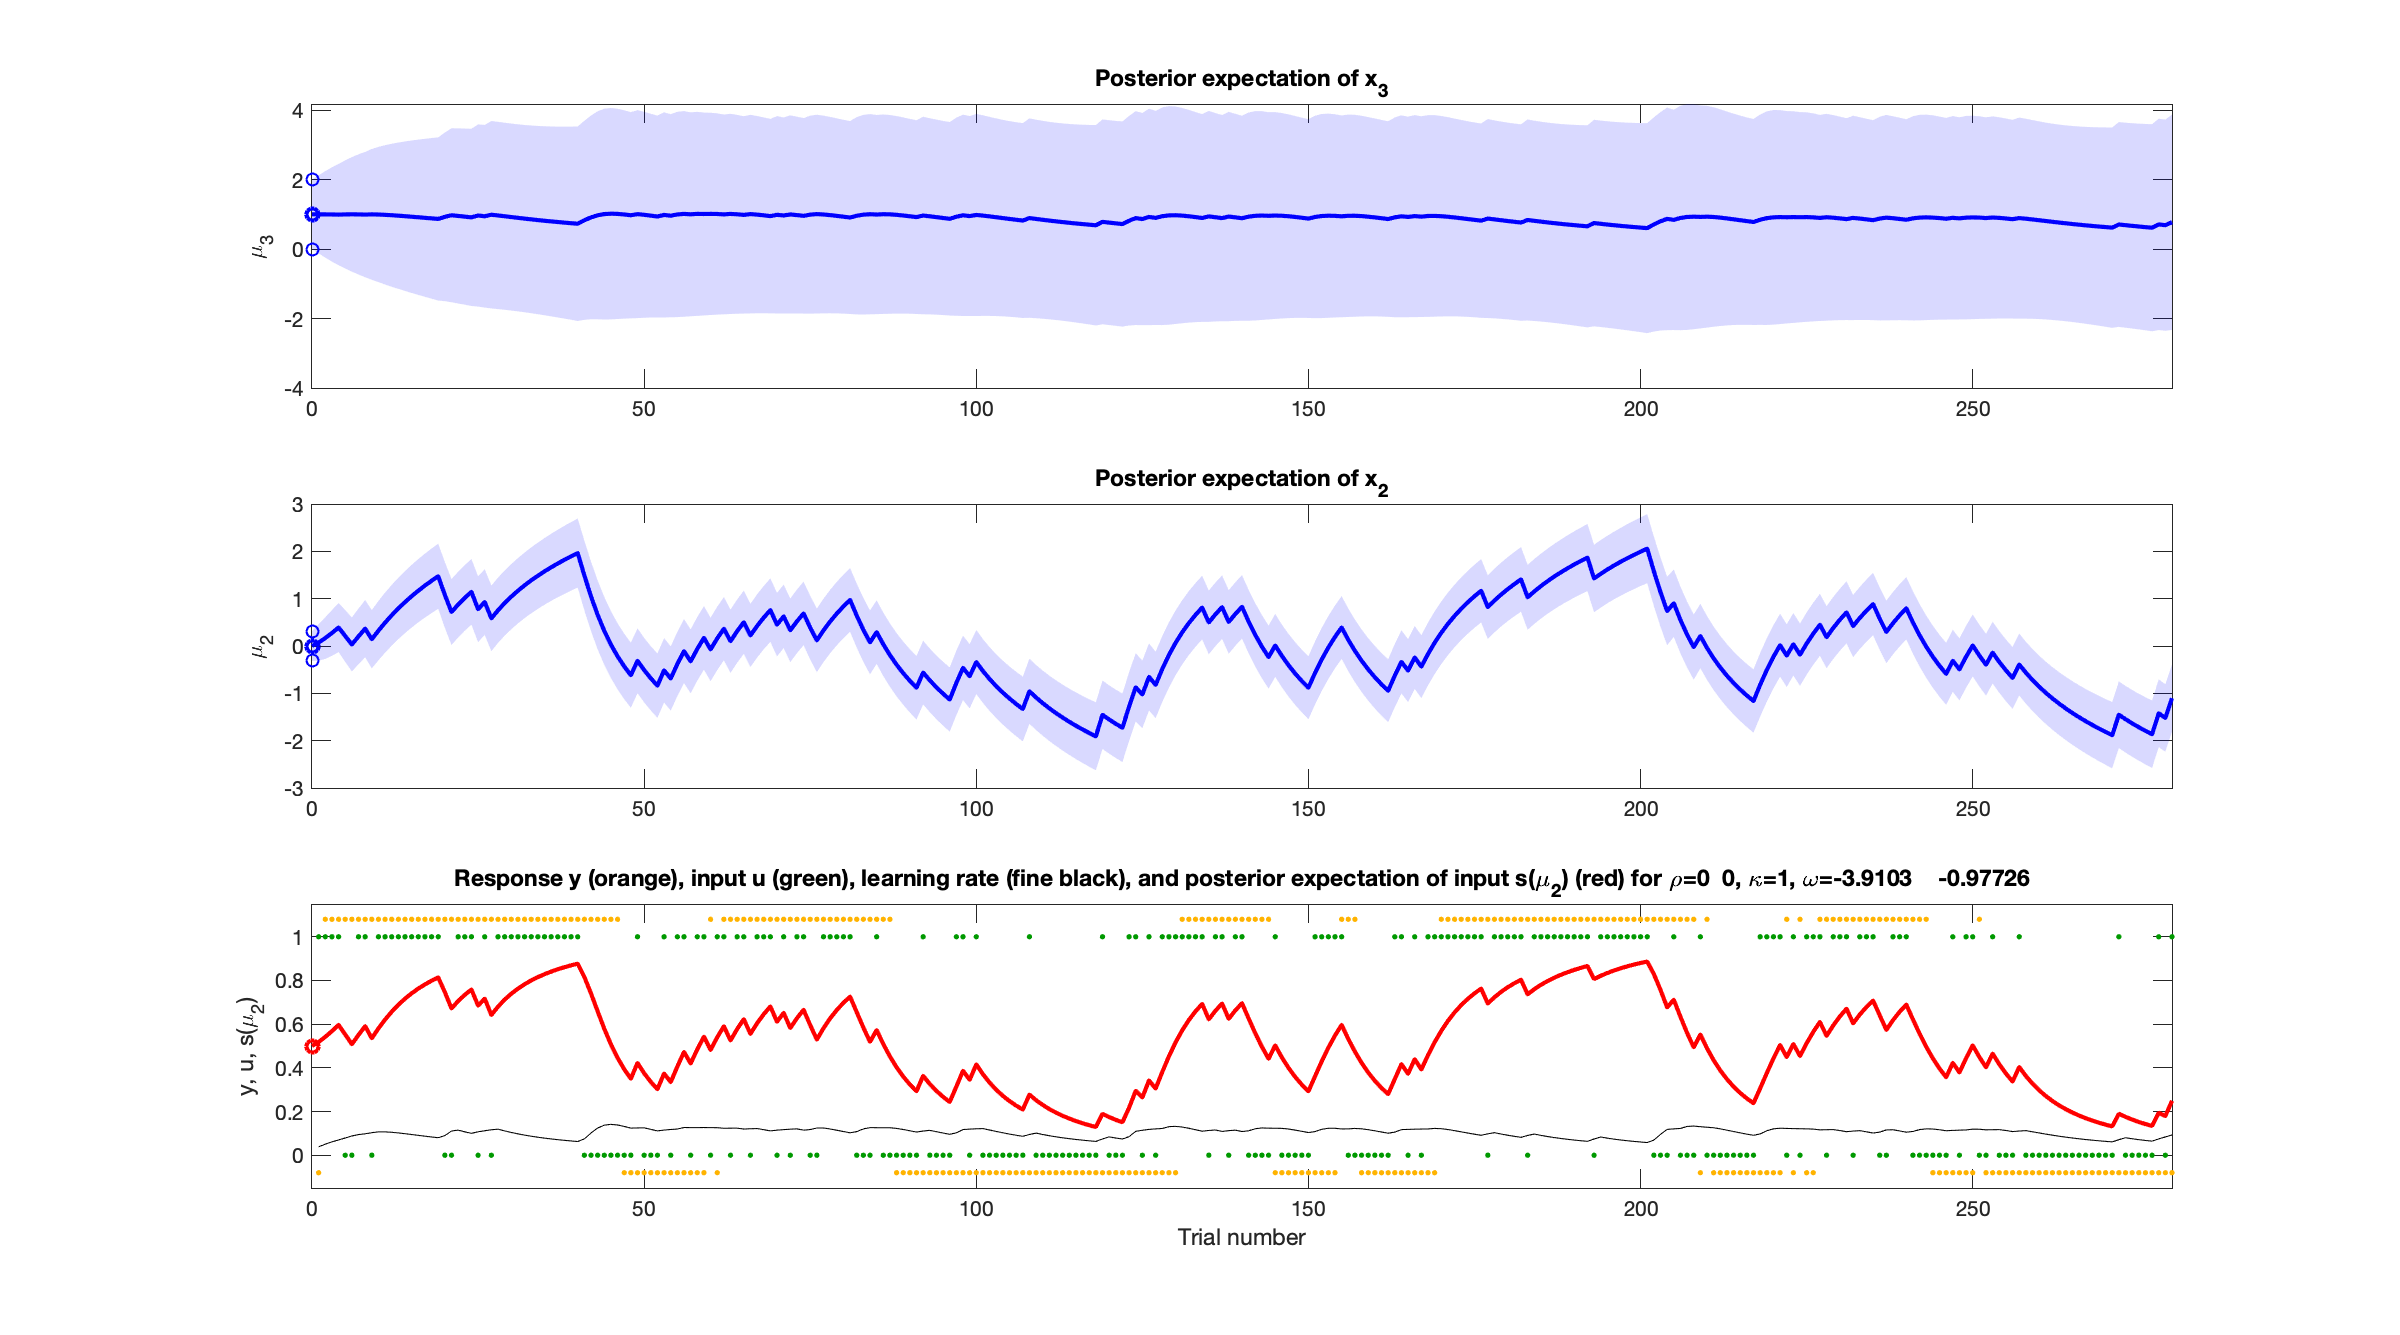 Posterior expectation of x₃
4
2
0
-2
-4
μ₃
0 50 100 150 200 250
Posterior expectation of x₂
3
2
1
0
-1
-2
-3
μ₂
0 50 100 150 200 250
Response y (orange), input u (green), learning rate (fine black), and posterior expectation of input s(μ₂) (red) for ρ=0 0, κ=1, ω=-3.9103 -0.97726
1
0.8
0.6
0.4
0.2
0
y, u, s(μ₂)
0 50 100 150 200 250
Trial number